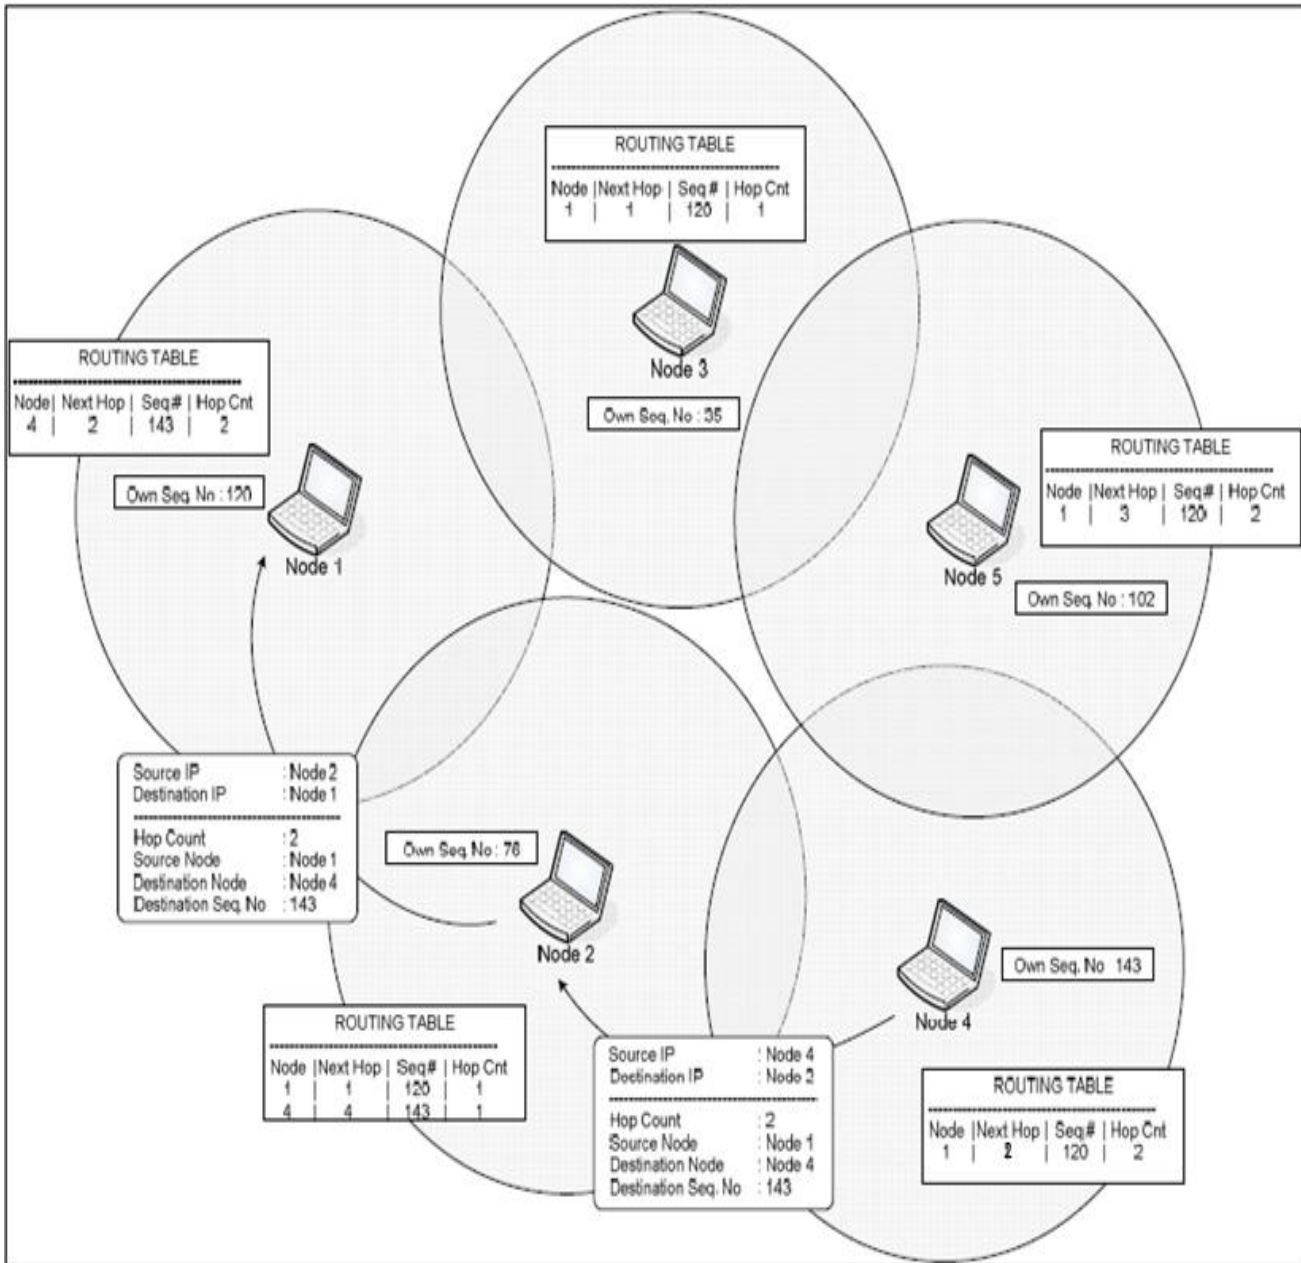 ROUTING TABLE
Node |Next Hop | Seq # | Hop Cnt
1 | 1 | 120 | 1
Node 3
Own Seq. No : 35
ROUTING TABLE
Node| Next Hop | Seq# | Hop Cnt
4 | 2 | 143 | 2
Own Seq. No : 120
Node 1
ROUTING TABLE
Node |Next Hop | Seq# | Hop Cnt
1 | 3 | 120 | 2
Node 5
Own Seq. No : 102
Source IP : Node 2
Destination IP : Node 1
Hop Count : 2
Source Node : Node 1
Destination Node : Node 4
Destination Seq. No : 143
Own Seq. No : 76
Node 2
ROUTING TABLE
Node |Next Hop | Seq# | Hop Cnt
1 | 1 | 120 | 1
4 | 4 | 143 | 1
Own Seq. No 143
Node 4
Source IP : Node 4
Destination IP : Node 2
Hop Count : 2
Source Node : Node 1
Destination Node : Node 4
Destination Seq. No : 143
ROUTING TABLE
Node |Next Hop | Seq.# | Hop Cnt
1 | 2 | 120 | 2